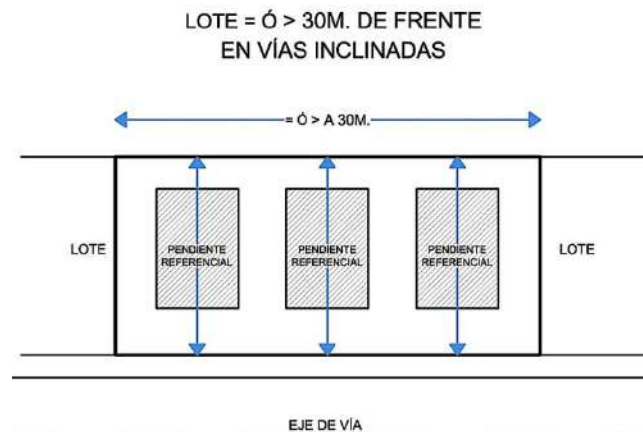 LOTE = Ó > 30M. DE FRENTE
EN VÍAS INCLINADAS
= Ó > A 30M.
LOTE
PENDIENTE
REFERENCIAL
PENDIENTE
REFERENCIAL
PENDIENTE
REFERENCIAL
LOTE
EJE DE VÍA